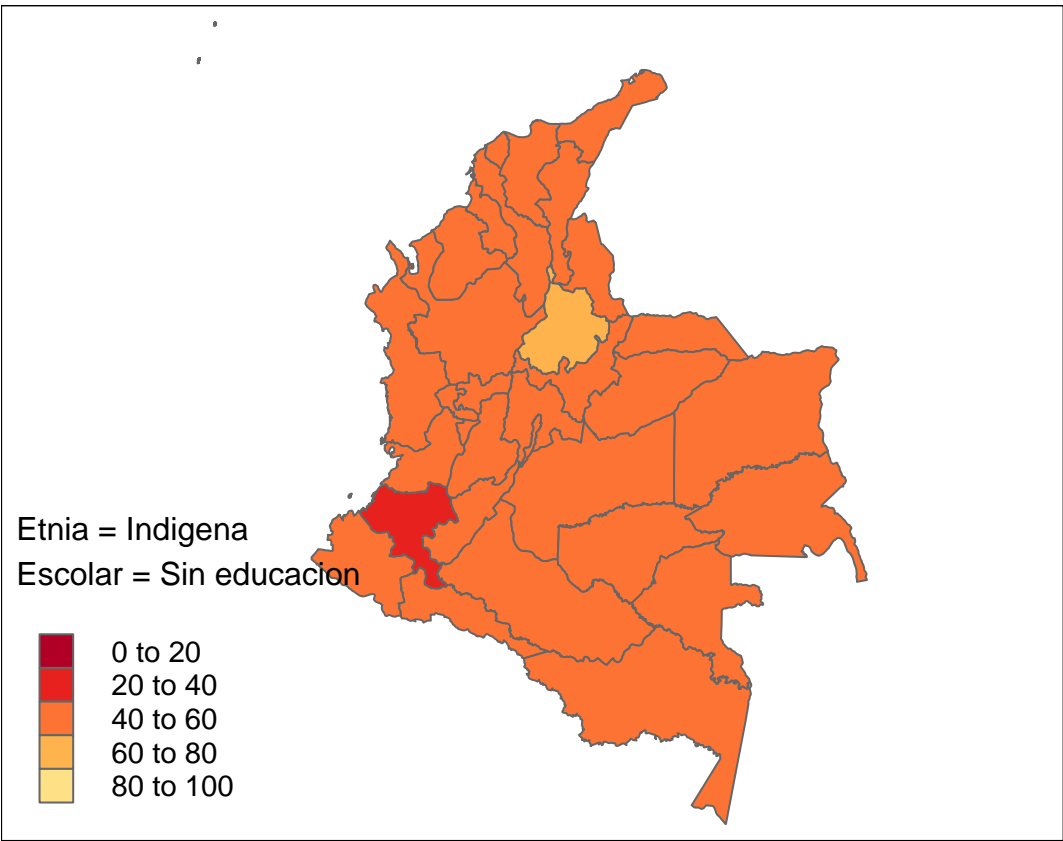 Etnia = Indigena
Escolar = Sin educacion
0 to 20
20 to 40
40 to 60
60 to 80
80 to 100